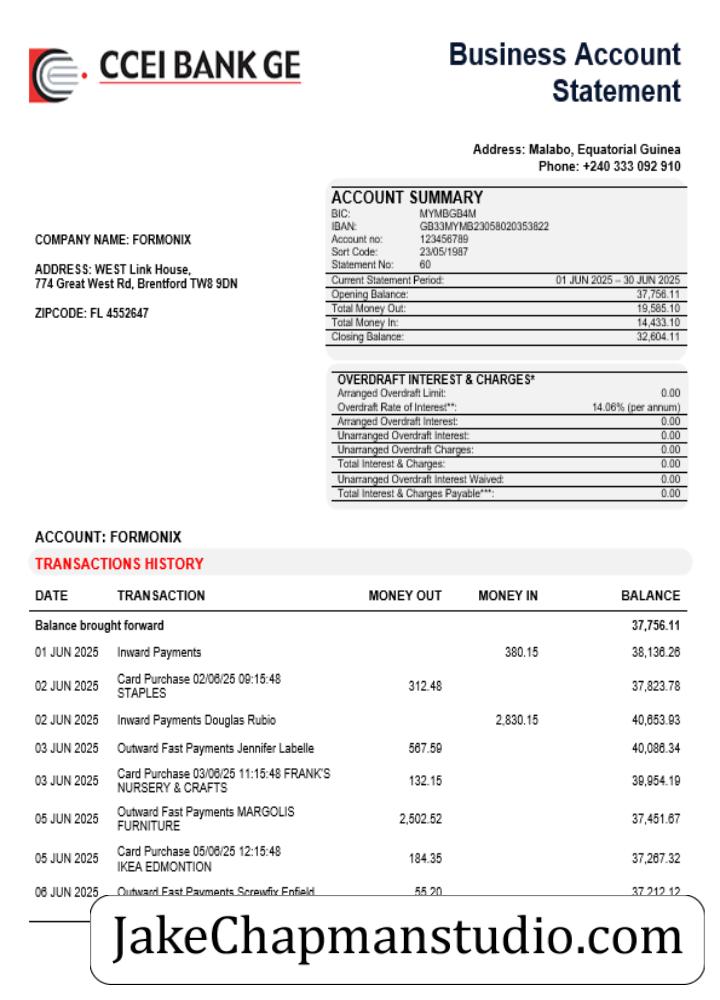 CCEI BANK GE
Business Account
Statement
Address: Malabo, Equatorial Guinea
Phone: +240 333 092 910
ACCOUNT SUMMARY
BIC: MYMBGB4M
IBAN: GB33MYMB23058020353822
Account no: 123456789
Sort Code: 23/05/1987
Statement No: 60
Current Statement Period: 01 JUN 2025 – 30 JUN 2025
Opening Balance: 37,756.11
Total Money Out: 19,585.10
Total Money In: 14,433.10
Closing Balance: 32,604.11
COMPANY NAME: FORMONIX
ADDRESS: WEST Link House,
774 Great West Rd, Brentford TW8 9DN
ZIPCODE: FL 4552647
OVERDRAFT INTEREST & CHARGES*
Arranged Overdraft Limit: 0.00
Overdraft Rate of Interest**: 14.06% (per annum)
Arranged Overdraft Interest: 0.00
Unarranged Overdraft Interest: 0.00
Unarranged Overdraft Charges: 0.00
Total Interest & Charges: 0.00
Unarranged Overdraft Interest Waived: 0.00
Total Interest & Charges Payable***: 0.00
ACCOUNT: FORMONIX
TRANSACTIONS HISTORY
DATE TRANSACTION MONEY OUT MONEY IN BALANCE
Balance brought forward 37,756.11
01 JUN 2025 Inward Payments 380.15 38,136.26
02 JUN 2025 Card Purchase 02/06/25 09:15:48 312.48 37,823.78
STAPLES
02 JUN 2025 Inward Payments Douglas Rubio 2,830.15 40,653.93
03 JUN 2025 Outward Fast Payments Jennifer Labelle 567.59 40,086.34
03 JUN 2025 Card Purchase 03/06/25 11:15:48 FRANK'S 132.15 39,954.19
NURSERY & CRAFTS
05 JUN 2025 Outward Fast Payments MARGOLIS 2,502.52 37,451.67
FURNITURE
05 JUN 2025 Card Purchase 05/06/25 12:15:48 184.35 37,267.32
IKEA EDMONTION
06 JUN 2025 Outward Fast Payments Screwfix Enfield 55.20 37,212.12
JakeChapmanstudio.com